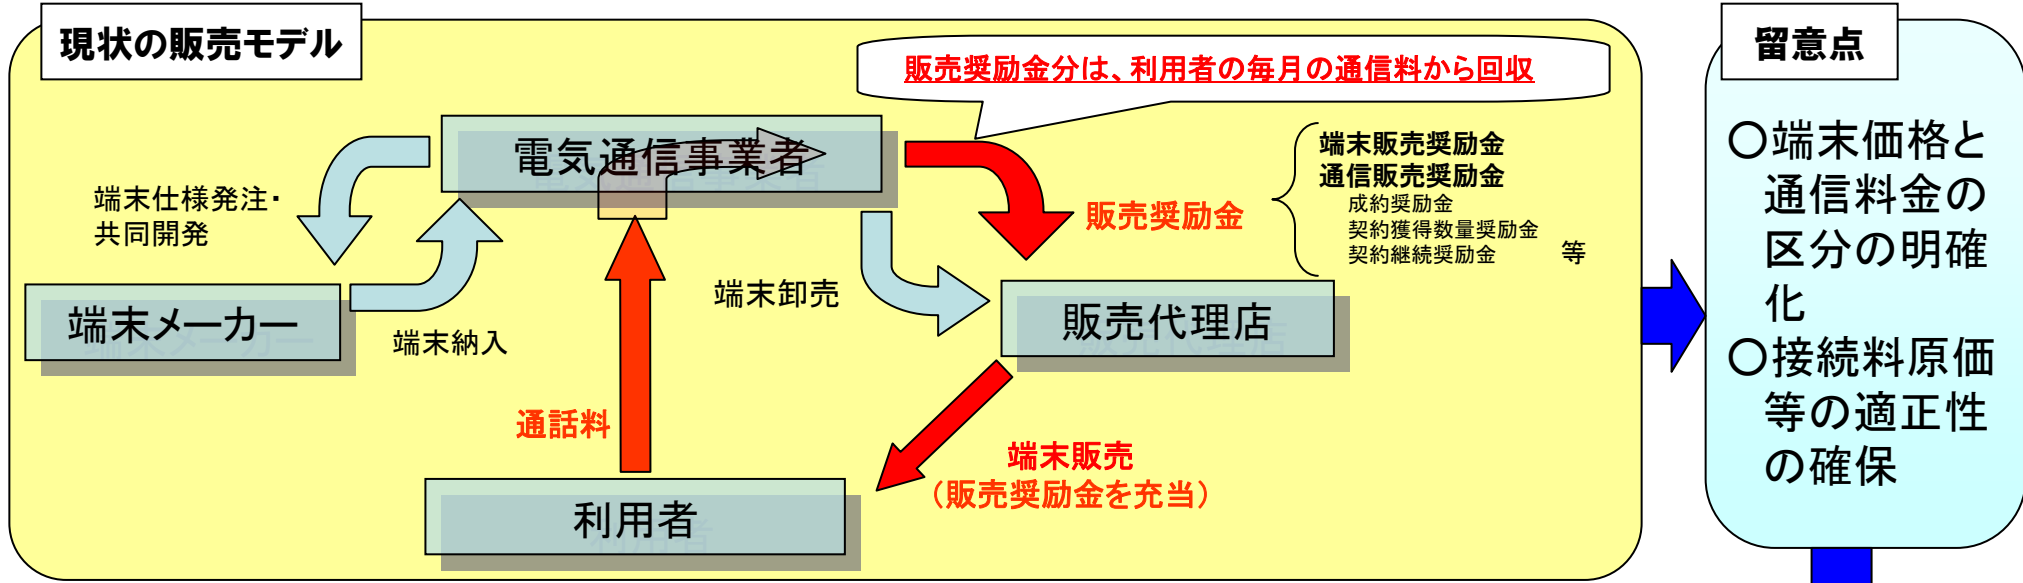 現状の販売モデル
販売奨励金分は、利用者の毎月の通信料から回収
電気通信事業者
端末販売奨励金
通信販売奨励金
成約奨励金
契約獲得数量奨励金
契約継続奨励金 等
販売奨励金
端末仕様発注・
共同開発
端末メーカー
端末納入
端末卸売
販売代理店
通話料
端末販売
（販売奨励金を充当）
利用者
留意点
〇端末価格と
通信料金の
区分の明確
化
〇接続料原価
等の適正性
の確保